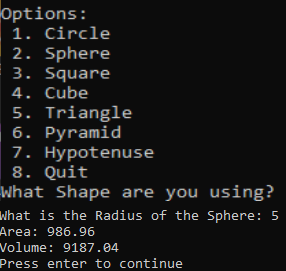 Options:
1. Circle
2. Sphere
3. Square
4. Cube
5. Triangle
6. Pyramid
7. Hypotenuse
8. Quit
What Shape are you using?
What is the Radius of the Sphere: 5
Area: 986.96
Volume: 9187.04
Press enter to continue